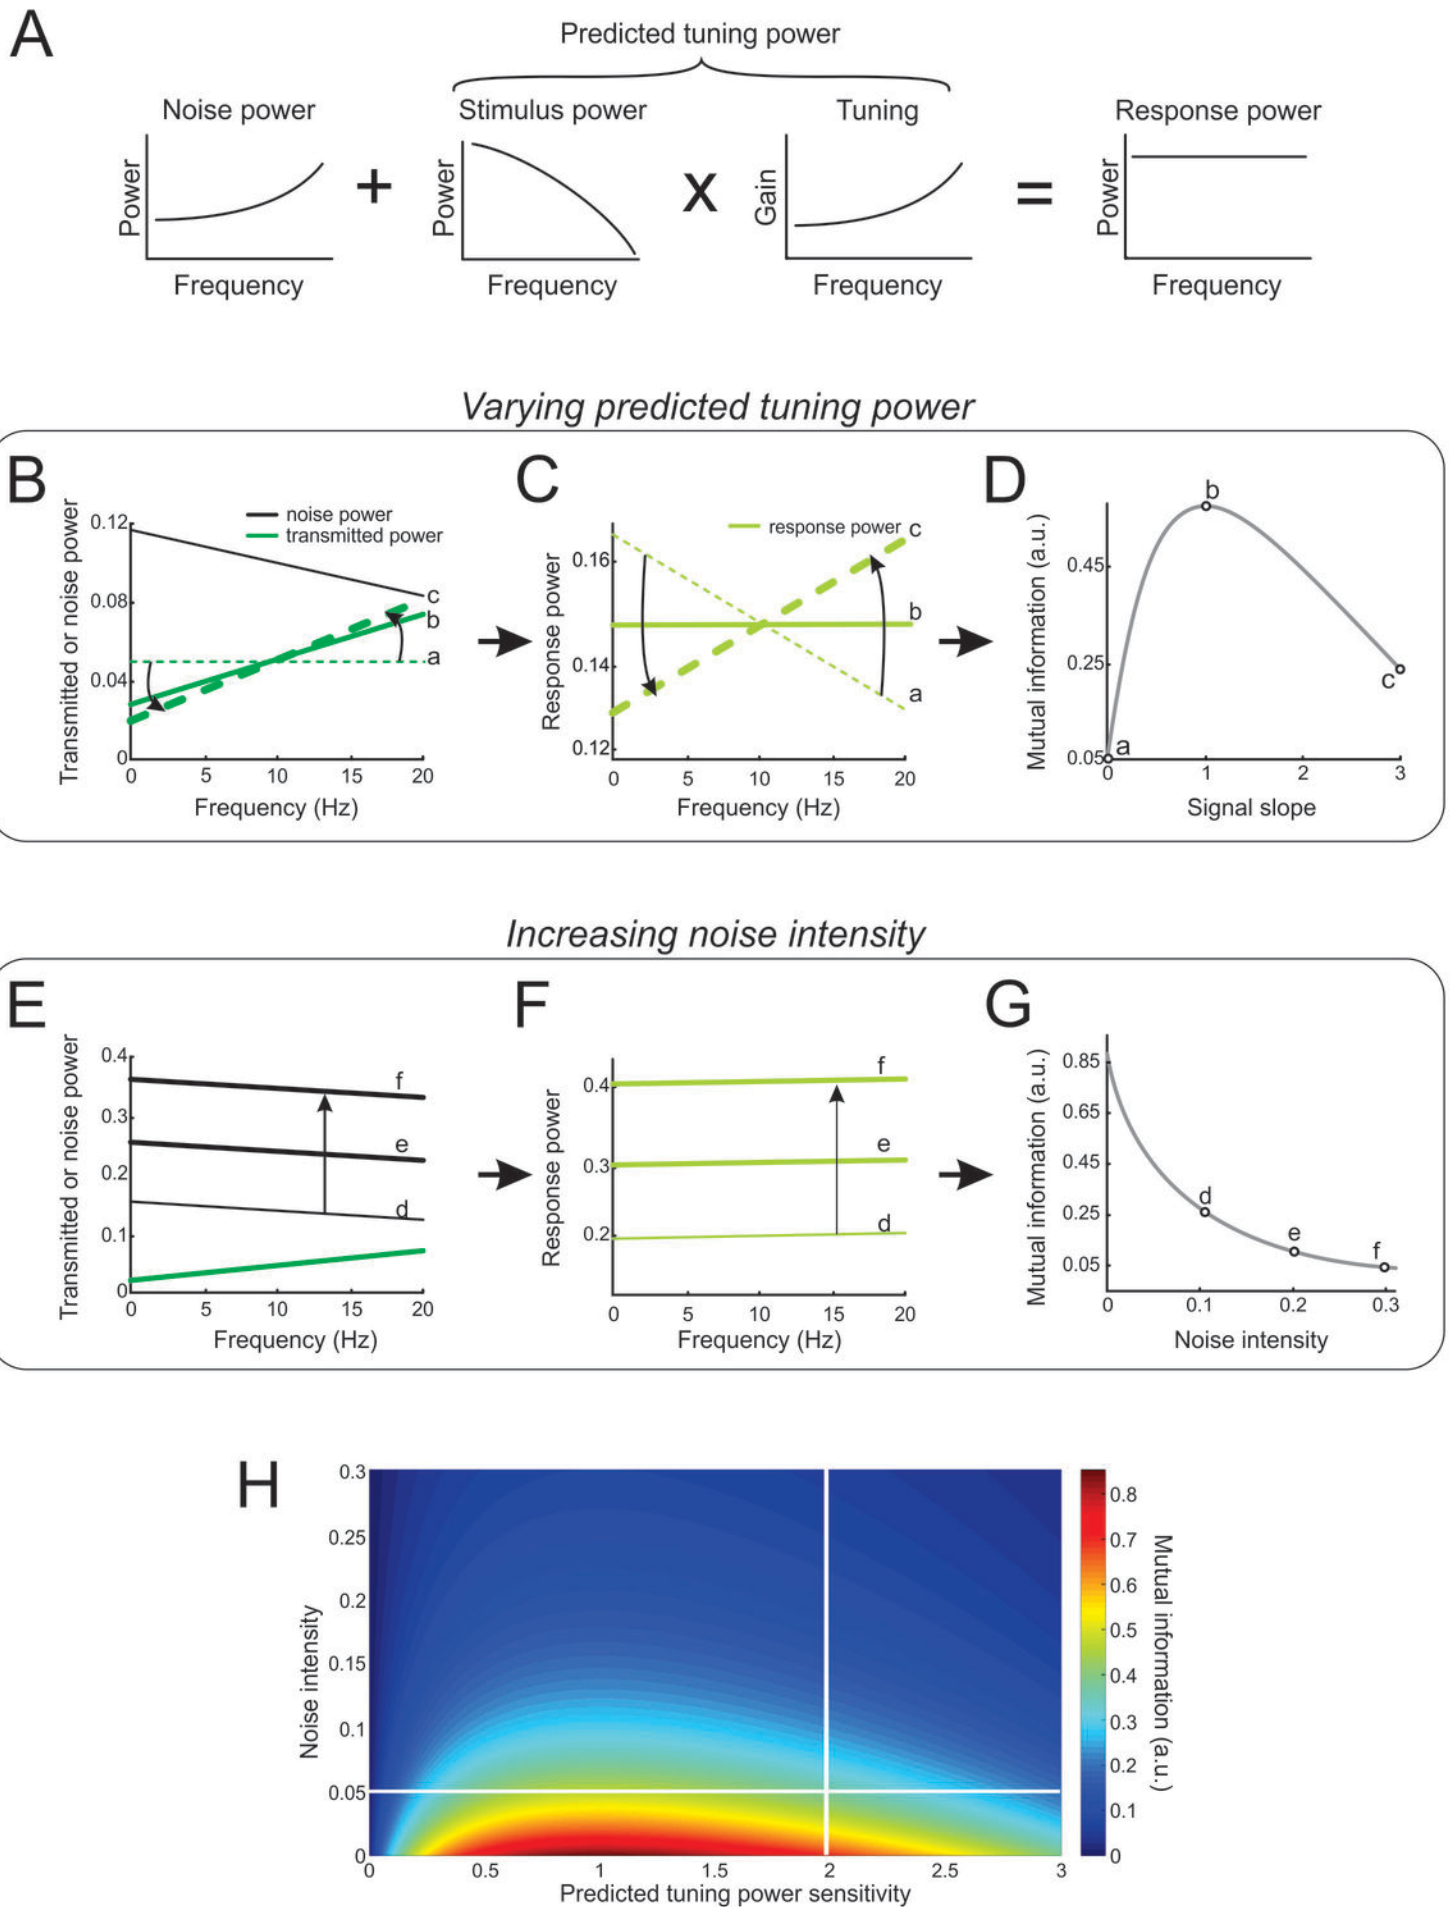 A
Predicted tuning power
Noise power
Stimulus power
Tuning
Response power
Power
+
Power
x
Gain
=
Power
Frequency
Frequency
Frequency
Frequency
Varying predicted tuning power
B
Transmitted or noise power
noise power
transmitted power
0.12
0.08
0.04
0
c
b
a
0 5 10 15 20
Frequency (Hz)
C
Response power
response power
0.16
0.14
0.12
c
b
a
0 5 10 15 20
Frequency (Hz)
D
Mutual information (a.u.)
0.45
0.25
0.05
b
c
a
0 1 2 3
Signal slope
Increasing noise intensity
E
Transmitted or noise power
0.4
0.3
0.2
0.1
0
f
e
d
0 5 10 15 20
Frequency (Hz)
F
Response power
0.4
0.3
0.2
f
e
d
0 5 10 15 20
Frequency (Hz)
G
Mutual information (a.u.)
0.85
0.65
0.45
0.25
0.05
d
e
f
0 0.1 0.2 0.3
Noise intensity
H
Noise intensity
0.3
0.25
0.2
0.15
0.1
0.05
0
0 0.5 1 1.5 2 2.5 3
Predicted tuning power sensitivity
0.8
0.7
0.6
0.5
0.4
0.3
0.2
0.1
0
Mutual information (a.u.)